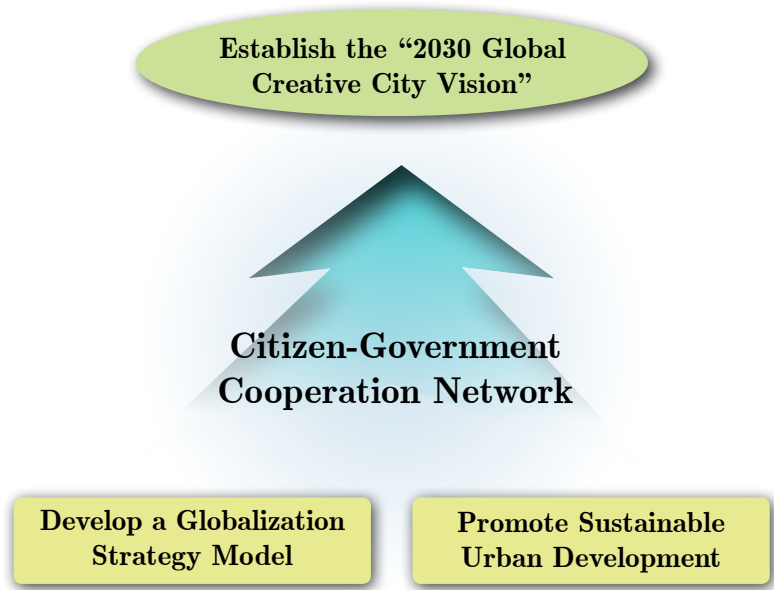 Establish the “2030 Global
Creative City Vision”
Citizen-Government
Cooperation Network
Develop a Globalization
Strategy Model
Promote Sustainable
Urban Development